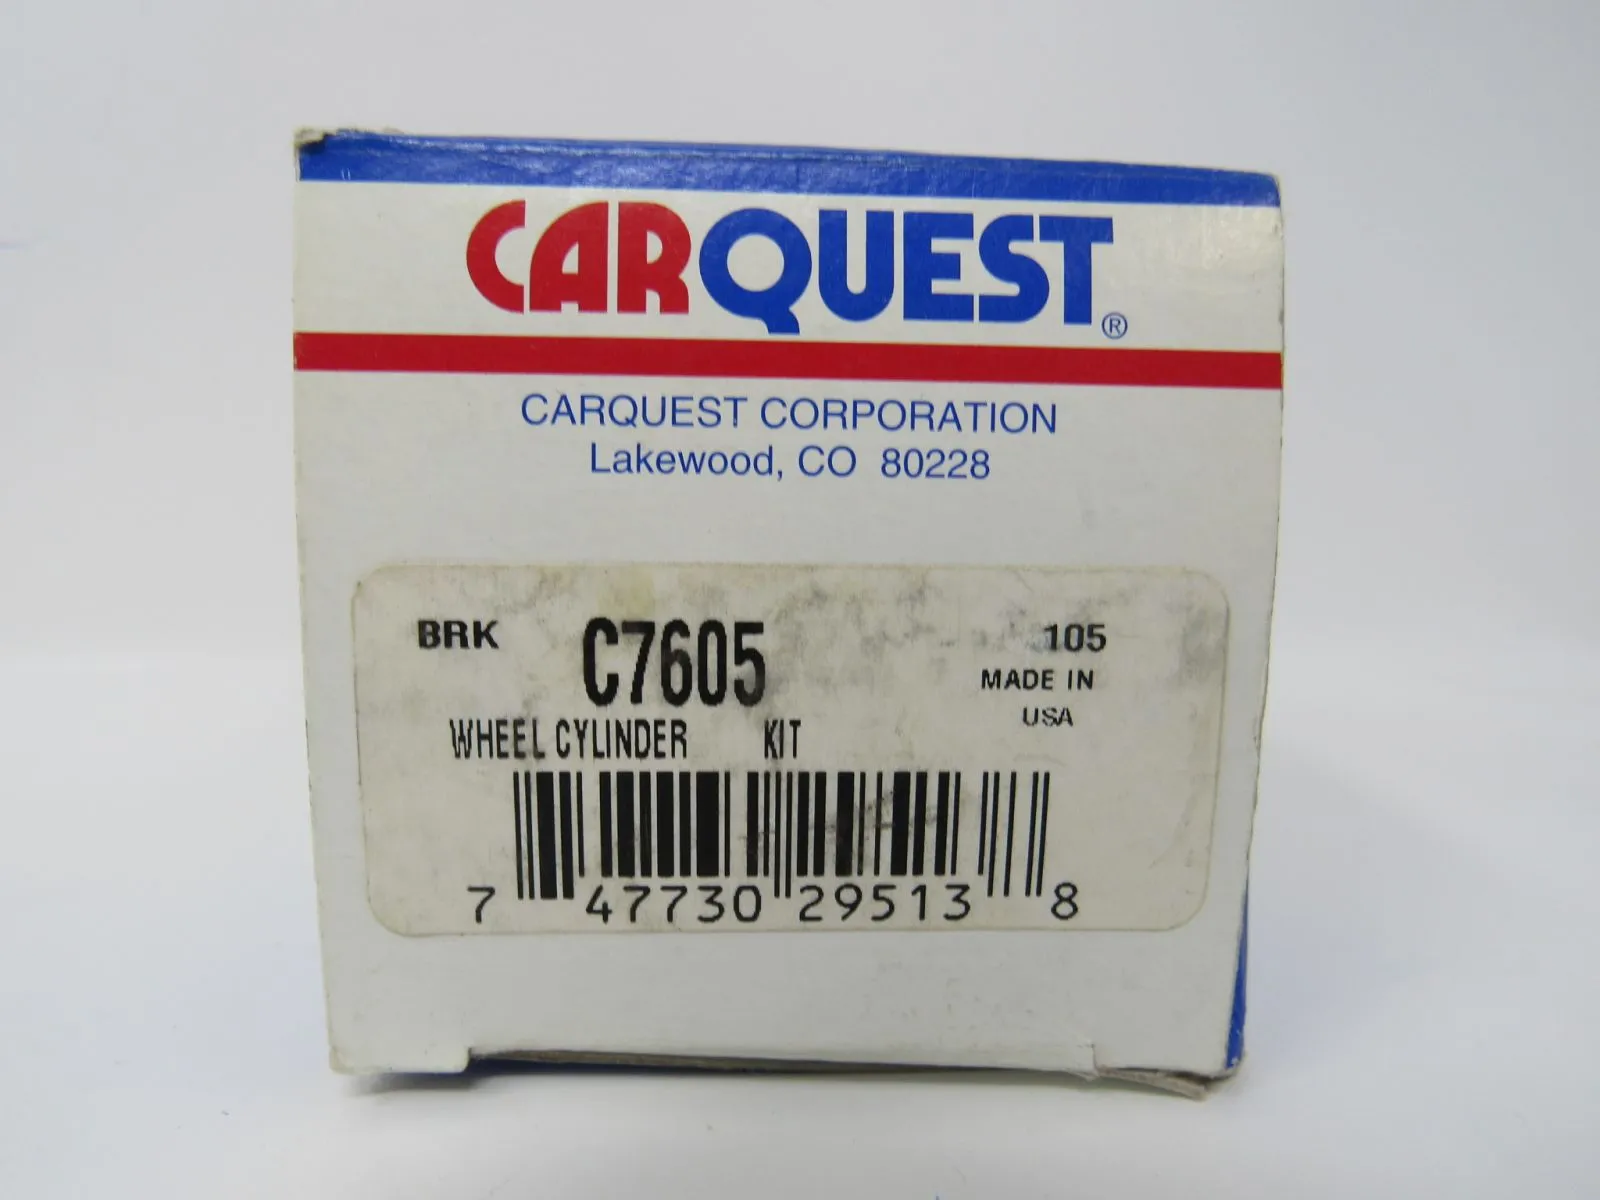 CARQUEST®
CARQUEST CORPORATION
Lakewood, CO 80228
BRK C7605 105
MADE IN
USA
WHEEL CYLINDER KIT
7 47730 29513 8